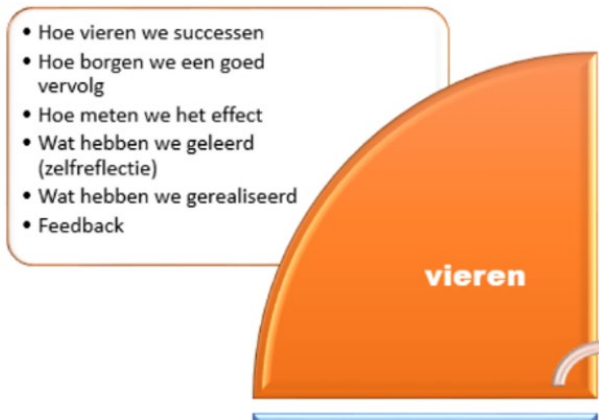 • Hoe vieren we successen
• Hoe borgen we een goed
vervolg
• Hoe meten we het effect
• Wat hebben we geleerd
(zelfreflectie)
• Wat hebben we gerealiseerd
• Feedback
vieren